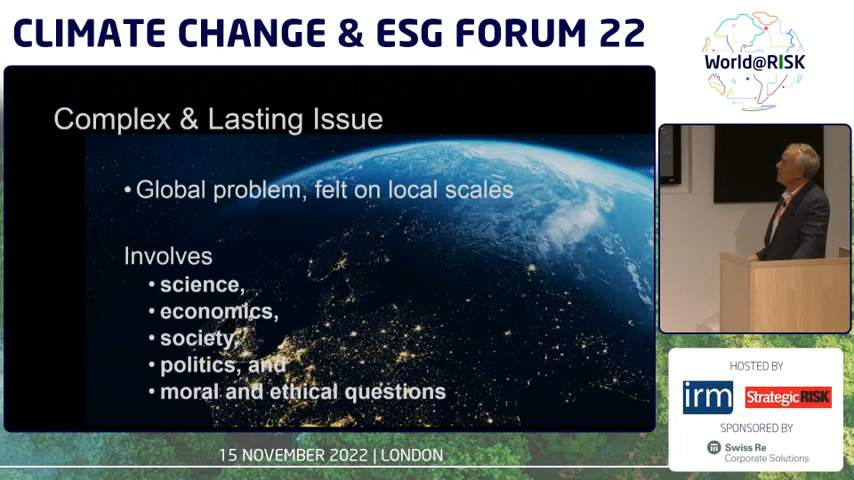 CLIMATE CHANGE & ESG FORUM 22
World@RISK
Complex & Lasting Issue
• Global problem, felt on local scales
Involves
• science,
• economics,
• society,
• politics, and
• moral and ethical questions
HOSTED BY
irm
StrategicRISK
SPONSORED BY
Swiss Re
Corporate Solutions
15 NOVEMBER 2022 | LONDON